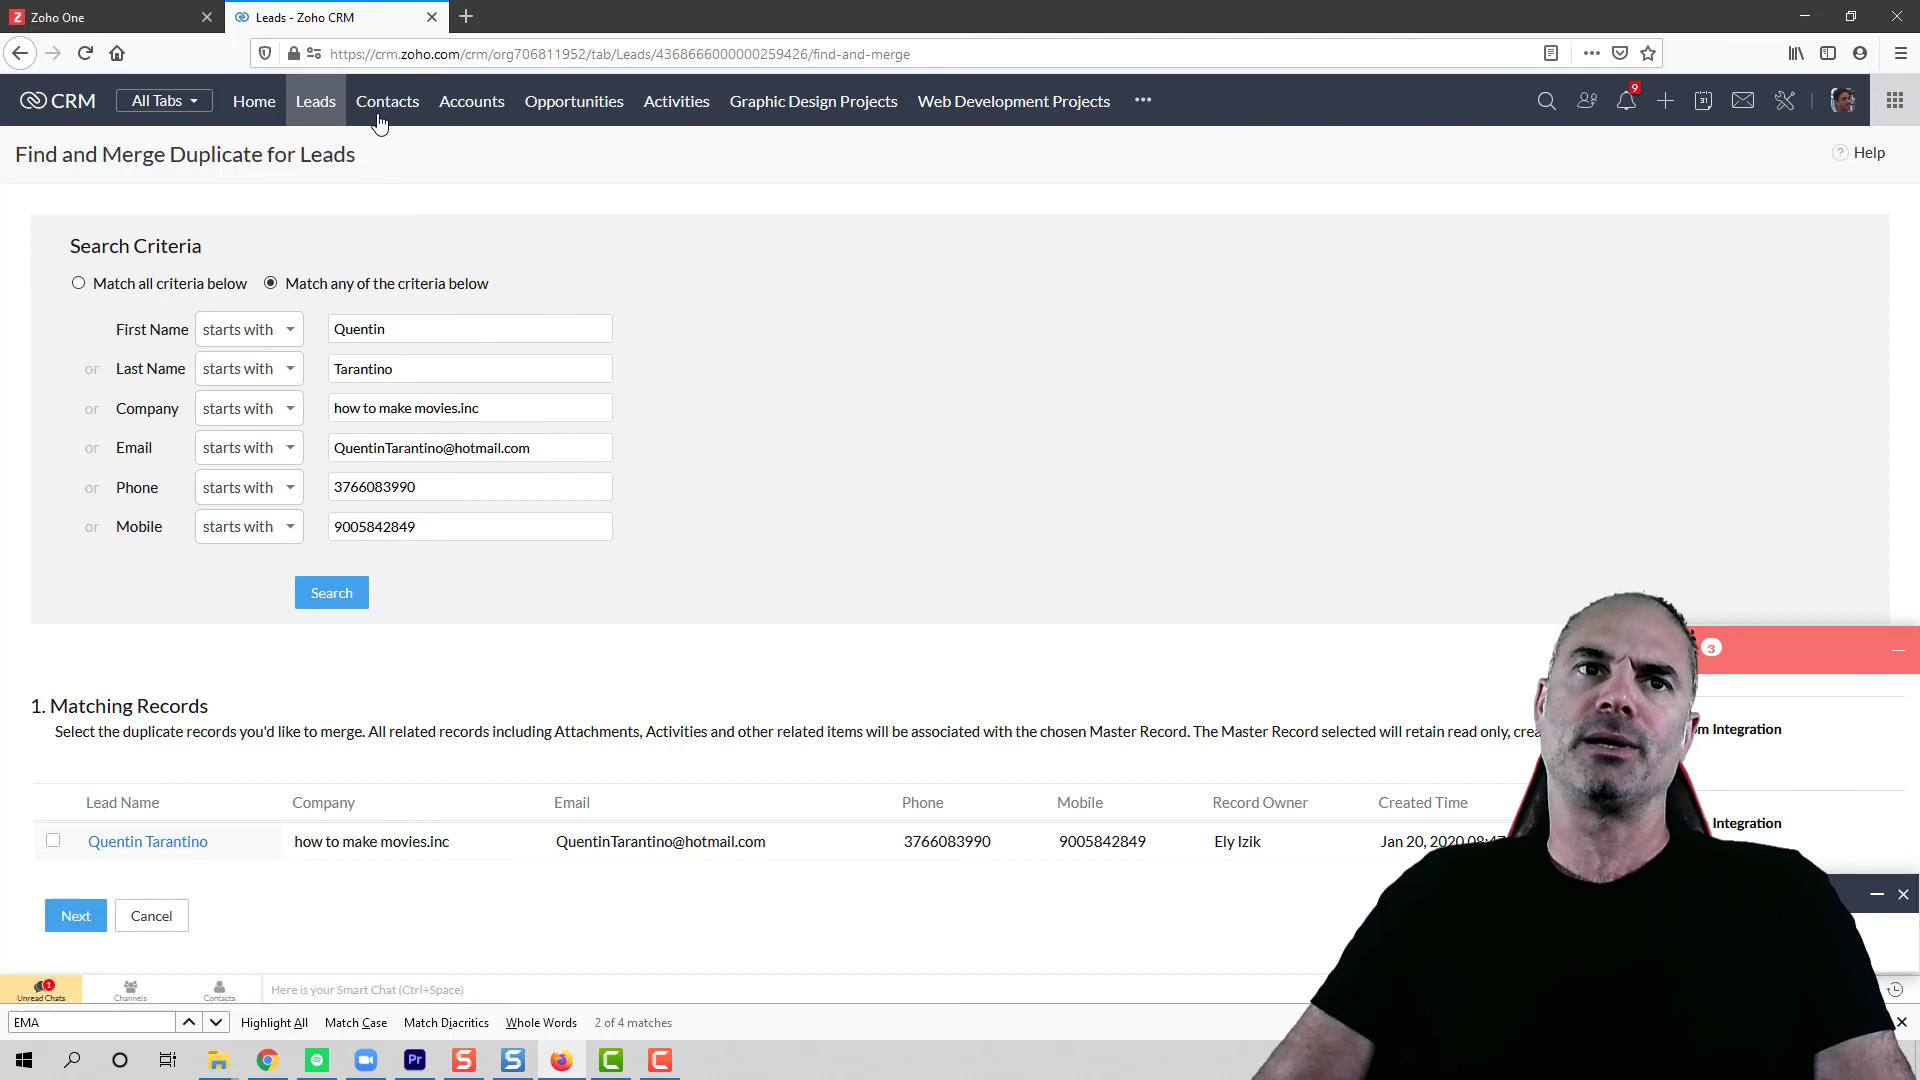 Zoho One
Leads - Zoho CRM
https://crm.zoho.com/crm/org706811952/tab/Leads/4368666000000259426/find-and-merge
CRM All Tabs Home Leads Contacts Accounts Opportunities Activities Graphic Design Projects Web Development Projects ••• 9 31
Find and Merge Duplicate for Leads
? Help
Search Criteria
Match all criteria below Match any of the criteria below
First Name starts with Quentin
or Last Name starts with Tarantino
or Company starts with how to make movies.inc
or Email starts with QuentinTarantino@hotmail.com
or Phone starts with 3766083990
or Mobile starts with 9005842849
Search
3
1. Matching Records
Select the duplicate records you'd like to merge. All related records including Attachments, Activities and other related items will be associated with the chosen Master Record. The Master Record selected will retain read only,
Integration
Lead Name Company Email Phone Mobile Record Owner Created Time
Integration
Quentin Tarantino how to make movies.inc QuentinTarantino@hotmail.com 3766083990 9005842849 Ely Izik Jan 20, 2020
Next Cancel
1
Unread Chats Channels Contacts Here is your Smart Chat (Ctrl+Space)
EMA Highlight All Match Case Match Diacritics Whole Words 2 of 4 matches
Pr S S C C